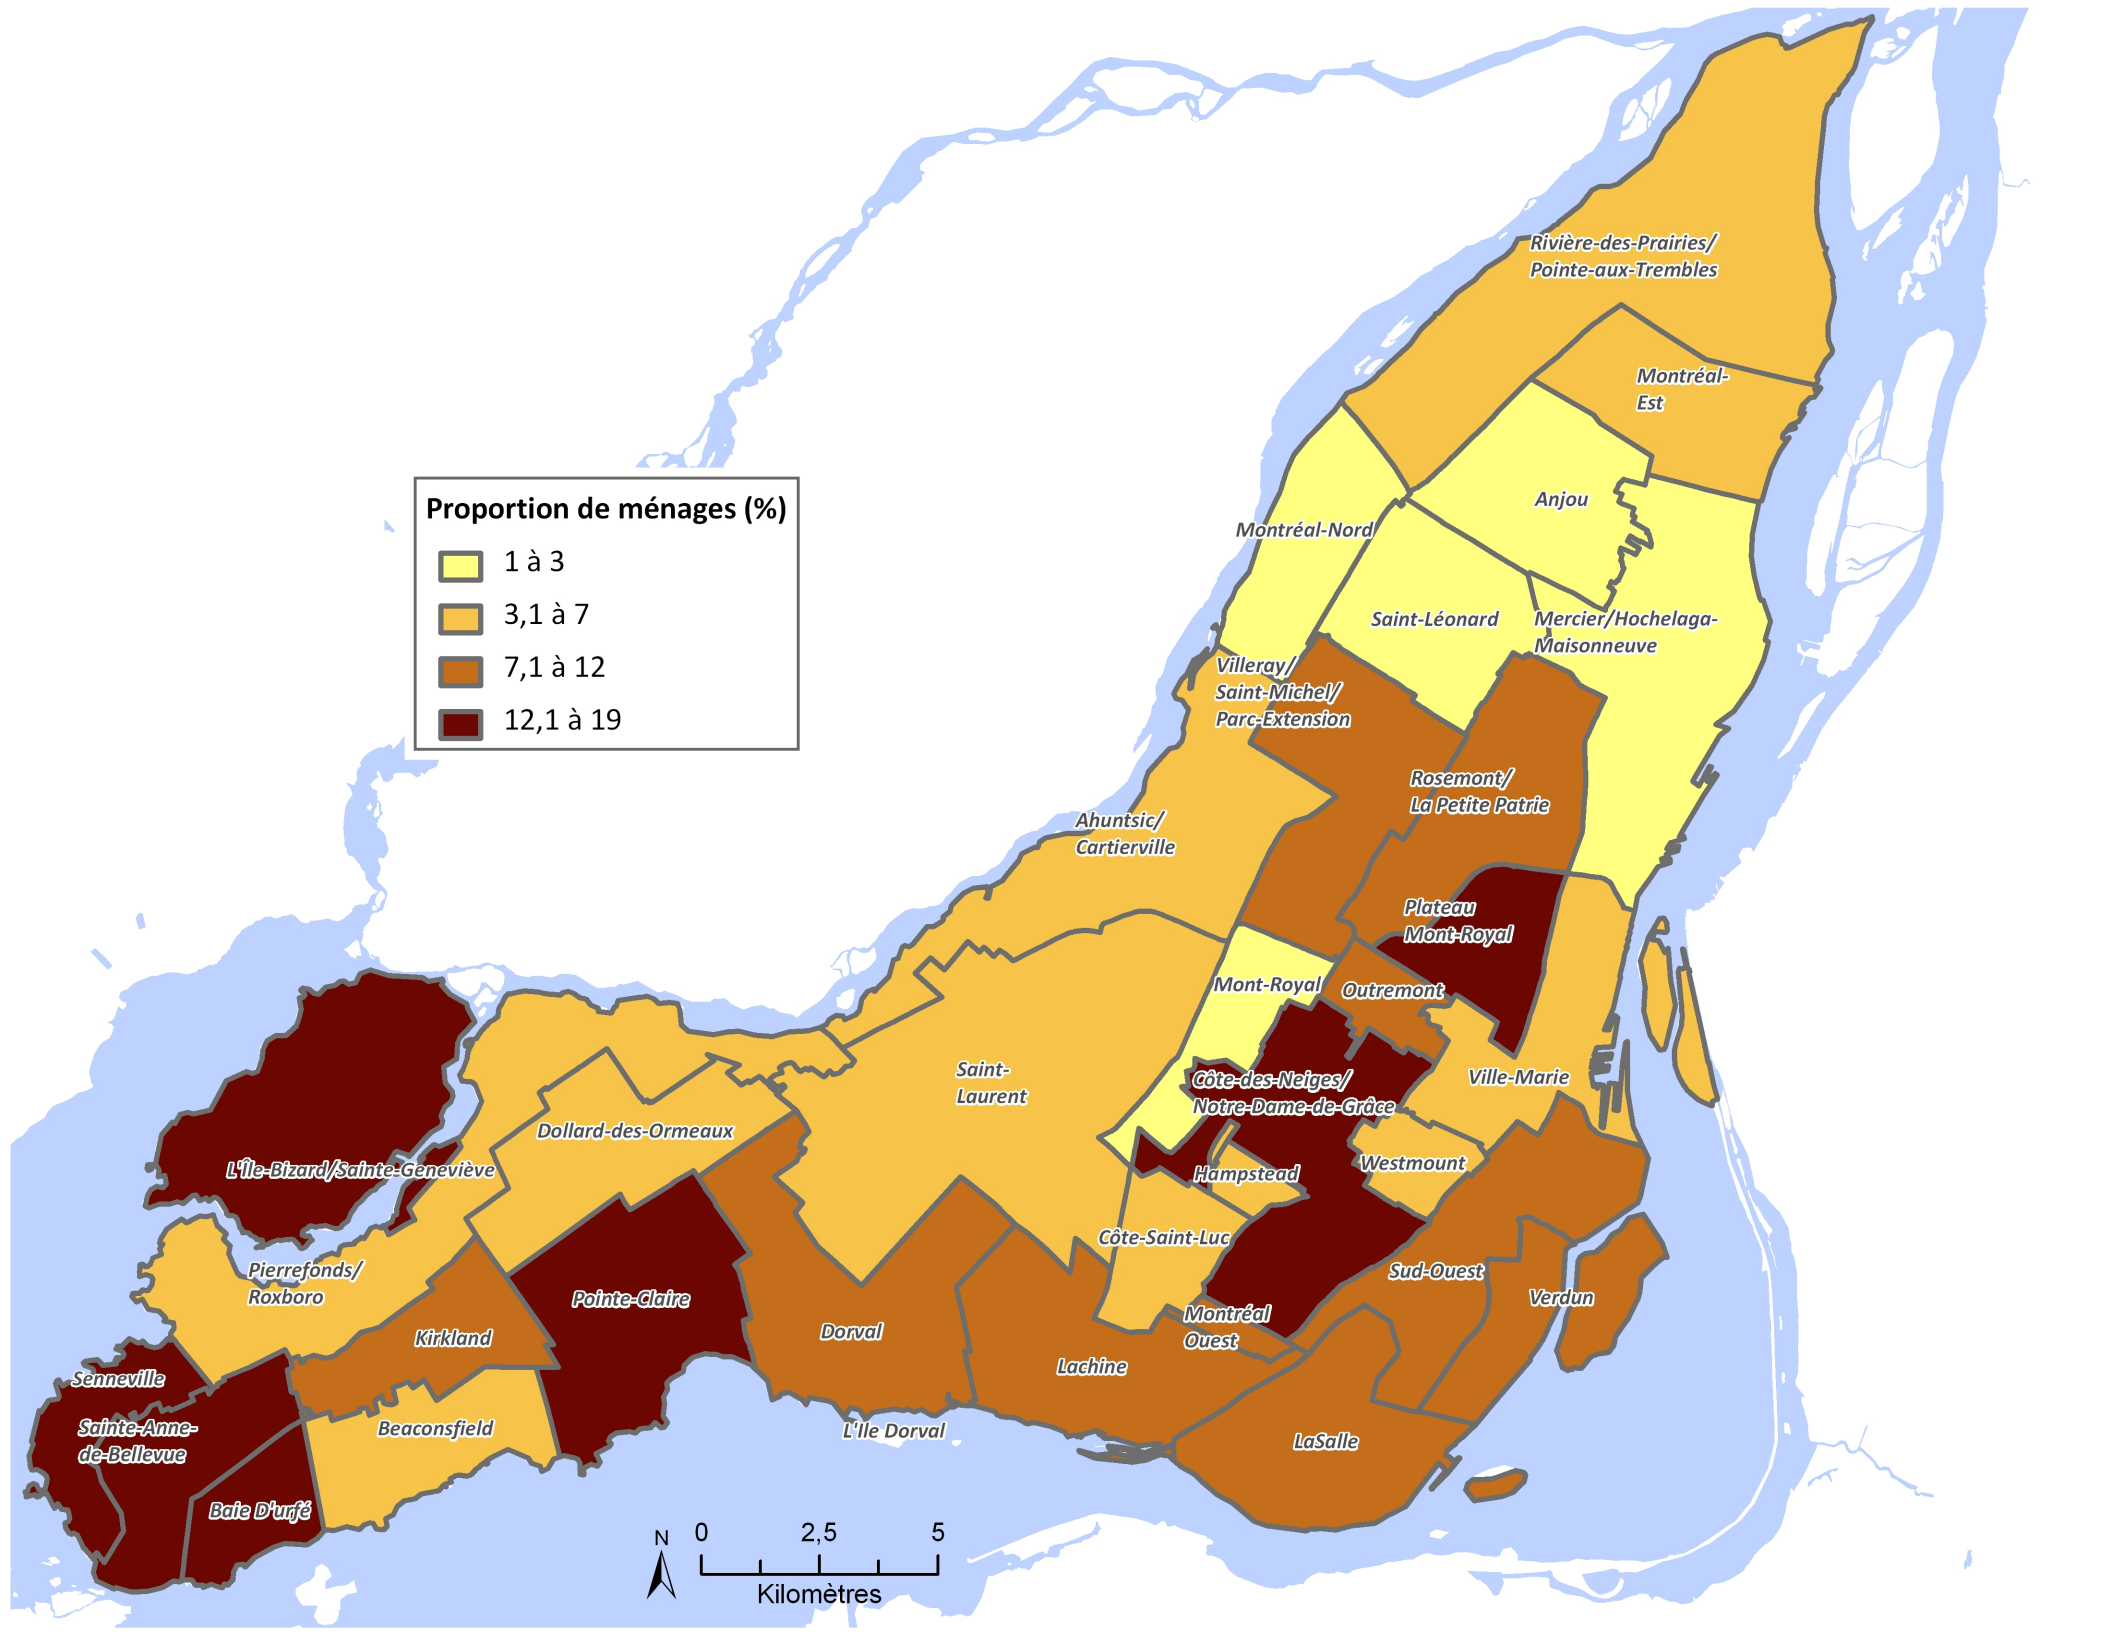 Rivière-des-Prairies/
Pointe-aux-Trembles
Montréal-
Est
Proportion de ménages (%)
1 à 3
3,1 à 7
7,1 à 12
12,1 à 19
Anjou
Montréal-Nord
Saint-Léonard
Mercier/Hochelaga-
Maisonneuve
Villeray/
Saint-Michel/
Parc-Extension
Rosemont/
La Petite Patrie
Ahuntsic/
Cartierville
Plateau
Mont-Royal
Mont-Royal
Outremont
Saint-
Laurent
Côte-des-Neiges/
Notre-Dame-de-Grâce
Ville-Marie
Dollard-des-Ormeaux
L'Île-Bizard/Sainte-Geneviève
Hampstead
Westmount
Côte-Saint-Luc
Pierrefonds/
Roxboro
Sud-Ouest
Verdun
Pointe-Claire
Kirkland
Dorval
Montréal
Ouest
Lachine
Senneville
Sainte-Anne-
de-Bellevue
Beaconsfield
L'Ile Dorval
LaSalle
Baie D'urfé
N
0 2,5 5
Kilomètres